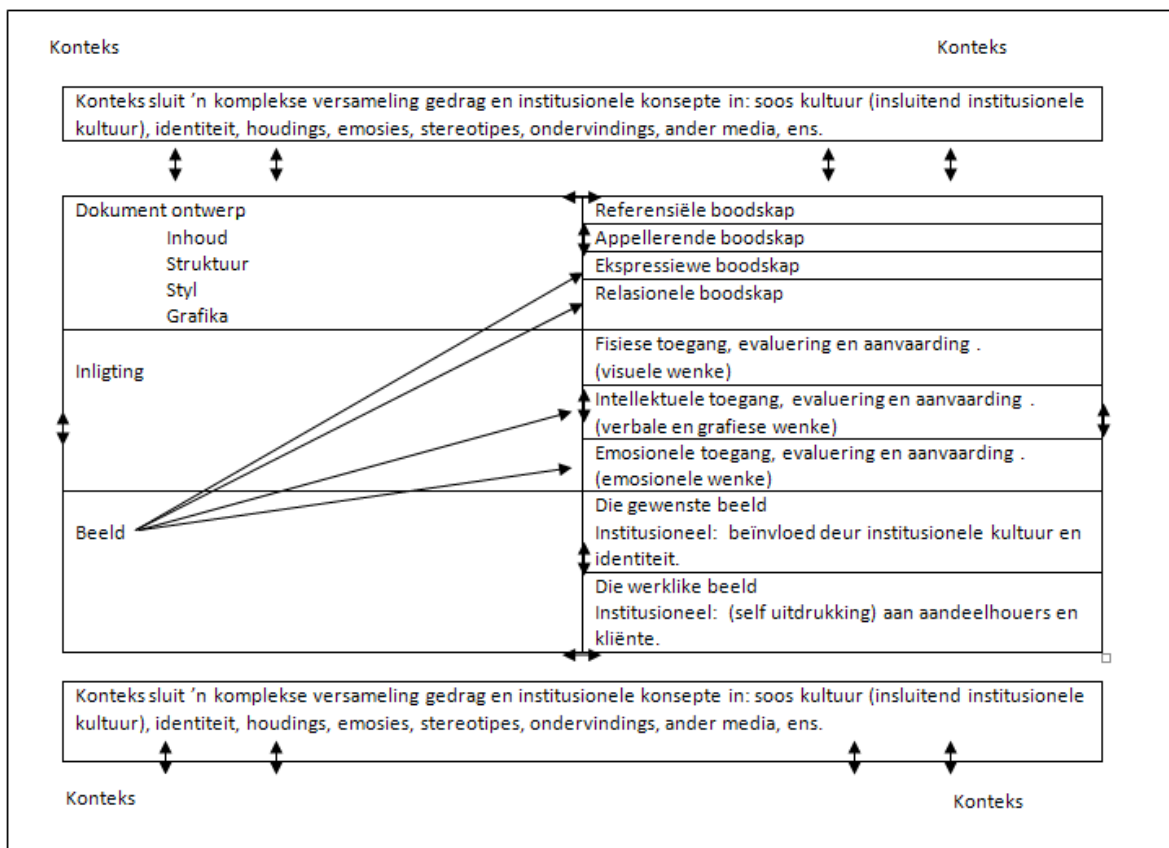 Konteks
Konteks
Konteks sluit 'n komplekse versameling gedrag en institusionele konsepte in: soos kultuur (insluitend institusionele
kultuur), identiteit, houdings, emosies, stereotipes, ondervindings, ander media, ens.
Dokument ontwerp
Inhoud
Struktuur
Styl
Grafika
Referensiële boodskap
Appellerende boodskap
Ekspressiewe boodskap
Relasionele boodskap
Inligting
Fisiese toegang, evaluering en aanvaarding .
(visuele wenke)
Intellektuele toegang, evaluering en aanvaarding .
(verbale en grafiese wenke)
Emosionele toegang, evaluering en aanvaarding .
(emosionele wenke)
Beeld
Die gewenste beeld
Institusioneel: beïnvloed deur institusionele kultuur en
identiteit.
Die werklike beeld
Institusioneel: (self uitdrukking) aan aandeelhouers en
kliënte.
Konteks sluit 'n komplekse versameling gedrag en institusionele konsepte in: soos kultuur (insluitend institusionele
kultuur), identiteit, houdings, emosies, stereotipes, ondervindings, ander media, ens.
Konteks
Konteks